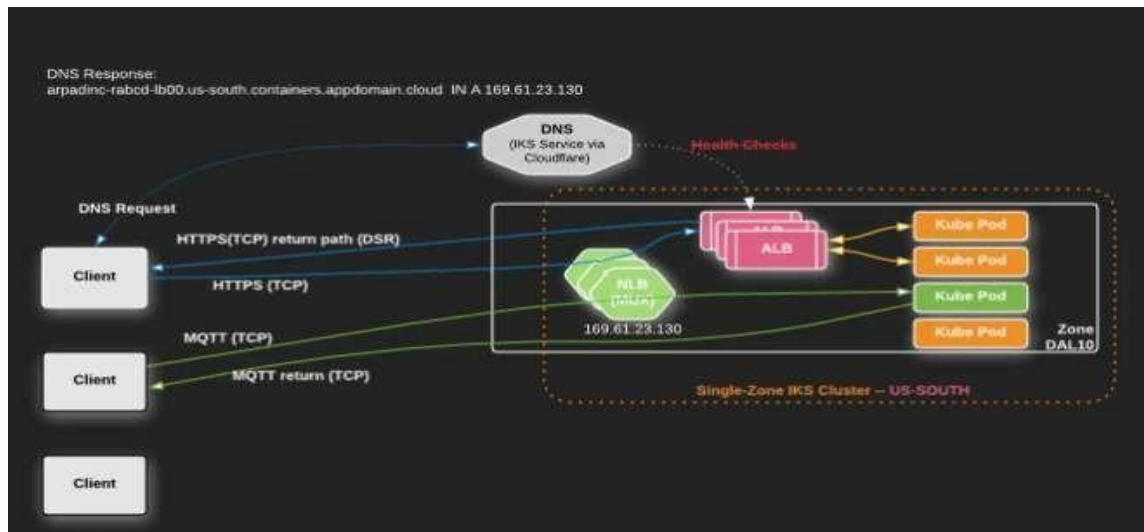 DNS Response:
arpadinc-rabcd-lb00.us-south.containers.appdomain.cloud IN A 169.61.23.130
DNS
(IKS Service via
Cloudflare)
Health Checks
DNS Request
HTTPS(TCP) return path (DSR)
ALB
ALB
Kube Pod
Kube Pod
Client
HTTPS (TCP)
NLB
(MUX)
Kube Pod
169.61.23.130
Kube Pod
Zone
DAL10
MQTT (TCP)
Client
MQTT return (TCP)
Single-Zone IKS Cluster -- US-SOUTH
Client